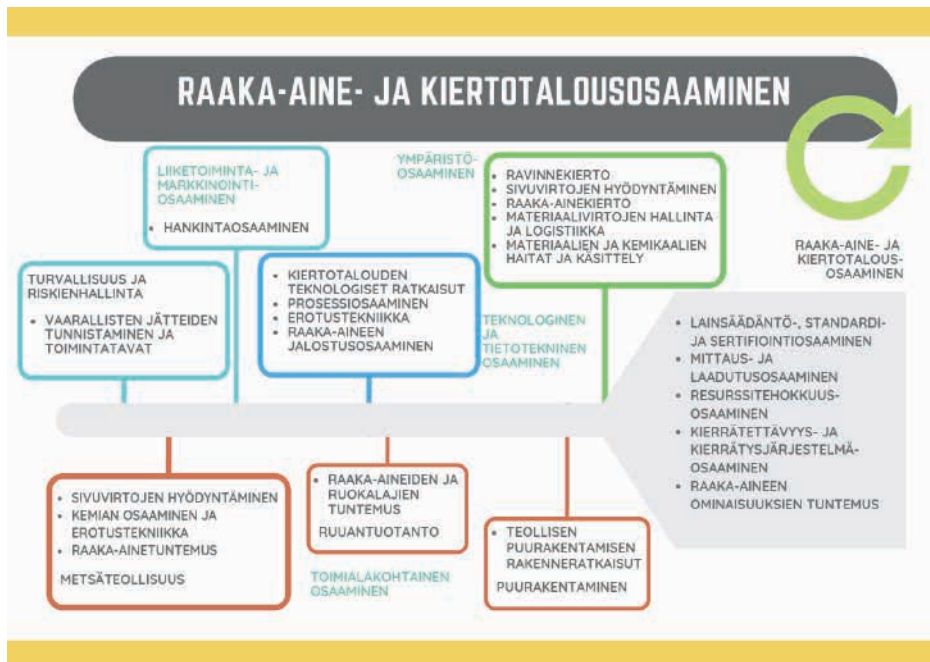 RAAKA-AINE- JA KIERTOTALOUSOSAAMINEN
LIIKETOIMINTA- JA
MARKKINOINTI-
OSAAMINEN
• HANKINTAOSAAMINEN
YMPÄRISTÖ-
OSAAMINEN
• RAVINNEKIERTO
• SIVUVIRTOJEN HYÖDYNTÄMINEN
• RAAKA-AINEKIERTO
• MATERIAALIVIRTOJEN HALLINTA
JA LOGISTIIKKA
• MATERIAALIEN JA KEMIKAALIEN
HAITAT JA KÄSITTELY
RAAKA-AINE- JA
KIERTOTALOUS-
OSAAMINEN
TURVALLISUUS JA
RISKIENHALLINTA
• VAARALLISTEN JÄTTEIDEN
TUNNISTAMINEN JA
TOIMINTATAVAT
• KIERTOTALOUDEN
TEKNOLOGISET RATKAISUT
• PROSESSIOSAAMINEN
• EROTUSTEKNIIKKA
• RAAKA-AINEEN
JALOSTUSOSAAMINEN
TEKNOLOGINEN
JA
TIETOTEKNINEN
OSAAMINEN
• LAINSÄÄDÄNTÖ-, STANDARDI-
JA SERTIFIOINTIOSAAMINEN
• MITTAUS- JA
LAADUTUSOSAAMINEN
• RESURSSITEHOKKUUS-
OSAAMINEN
• KIERRÄTETTÄVYYS- JA
KIERRÄTYSJÄRJESTELMÄ-
OSAAMINEN
• RAAKA-AINEEN
OMINAISUUKSIEN TUNTEMUS
• SIVUVIRTOJEN HYÖDYNTÄMINEN
• KEMIAN OSAAMINEN JA
EROTUSTEKNIIKKA
• RAAKA-AINETUNTEMUS
METSÄTEOLLISUUS
• RAAKA-AINEIDEN JA
RUOKALAJIEN
TUNTEMUS
RUUANTUOTANTO
TOIMIALAKOHTAINEN
OSAAMINEN
• TEOLLISEN
PUURAKENTAMISEN
RAKENNERATKAISUT
PUURAKENTAMINEN